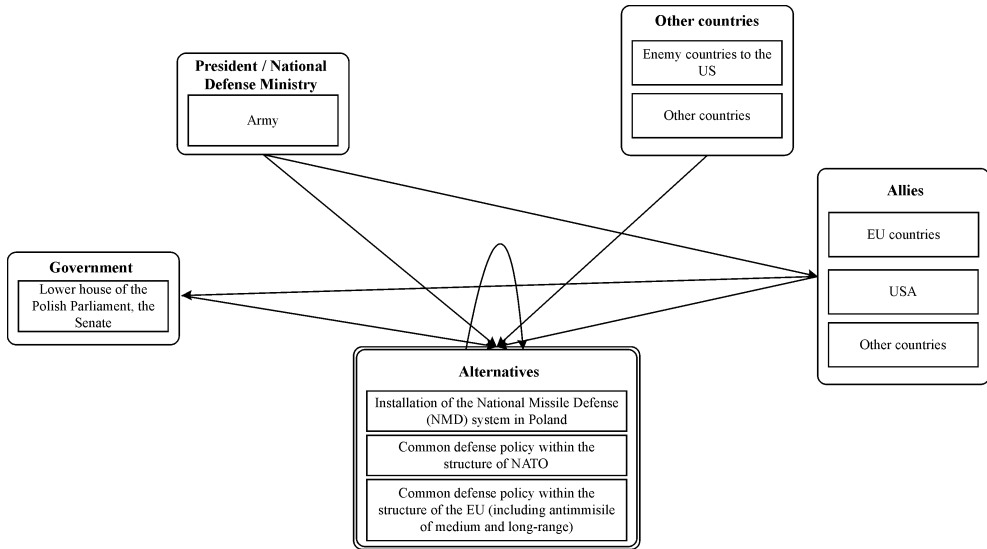 Other countries
Enemy countries to the
US
Other countries
President / National
Defense Ministry
Army
Allies
EU countries
USA
Other countries
Government
Lower house of the
Polish Parliament, the
Senate
Alternatives
Installation of the National Missile Defense
(NMD) system in Poland
Common defense policy within the
structure of NATO
Common defense policy within the
structure of the EU (including antimmisile
of medium and long-range)